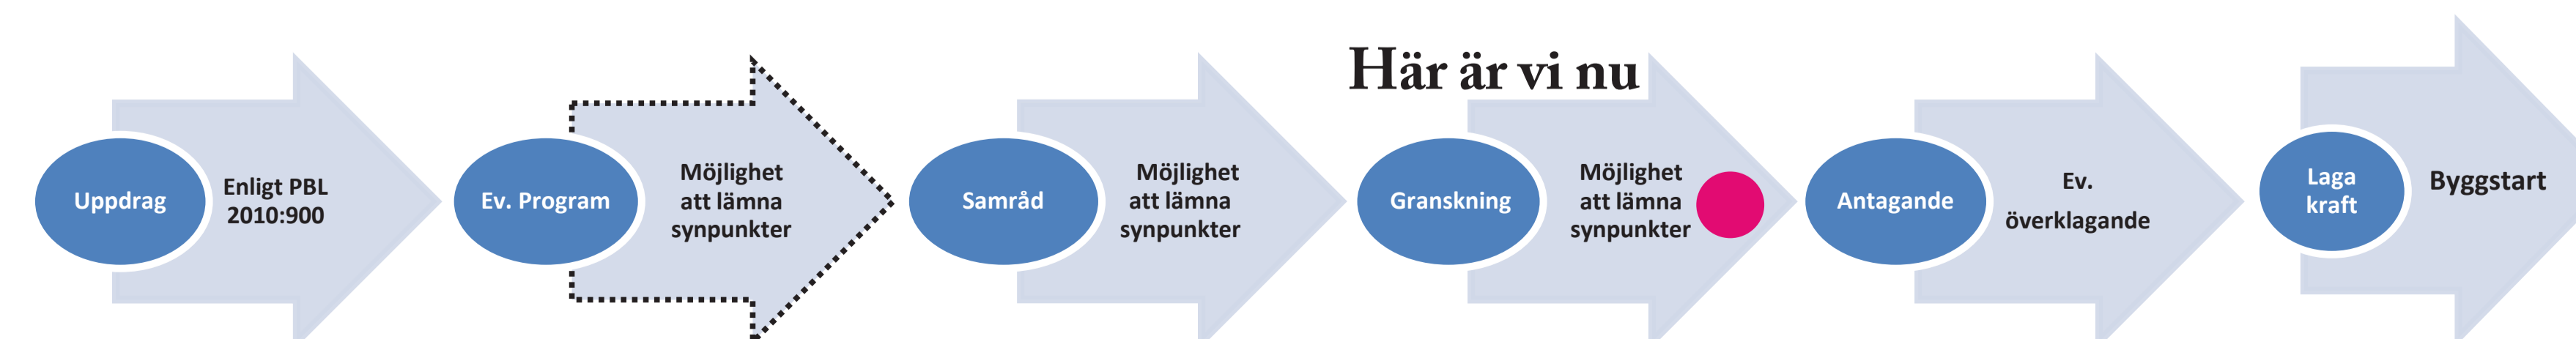 Här är vi nu
Uppdrag
Enligt PBL
2010:900
Ev. Program
Möjlighet
att lämna
synpunkter
Samråd
Möjlighet
att lämna
synpunkter
Granskning
Möjlighet
att lämna
synpunkter
Antagande
Ev.
överklagande
Laga
kraft
Byggstart